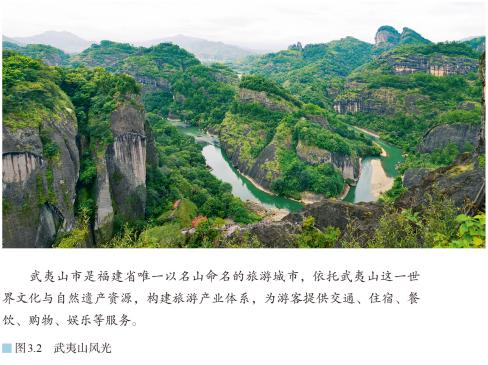 武夷山市是福建省唯一以名山命名的旅游城市，依托武夷山这一世
界文化与自然遗产资源，构建旅游产业体系，为游客提供交通、住宿、餐
饮、购物、娱乐等服务。
图3.2 武夷山风光